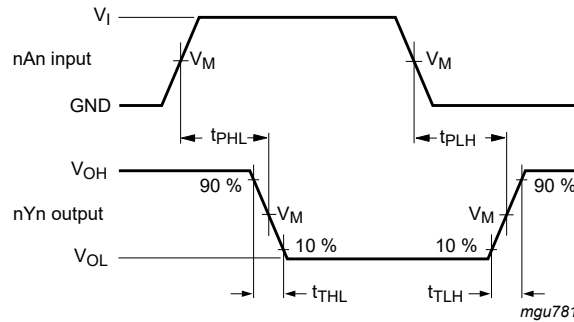 V_I
nAn input
V_M
V_M
GND
t_PHL
t_PLH
V_OH
90 %
90 %
nYn output
V_M
V_M
10 %
10 %
V_OL
t_THL
t_TLH
mgu781